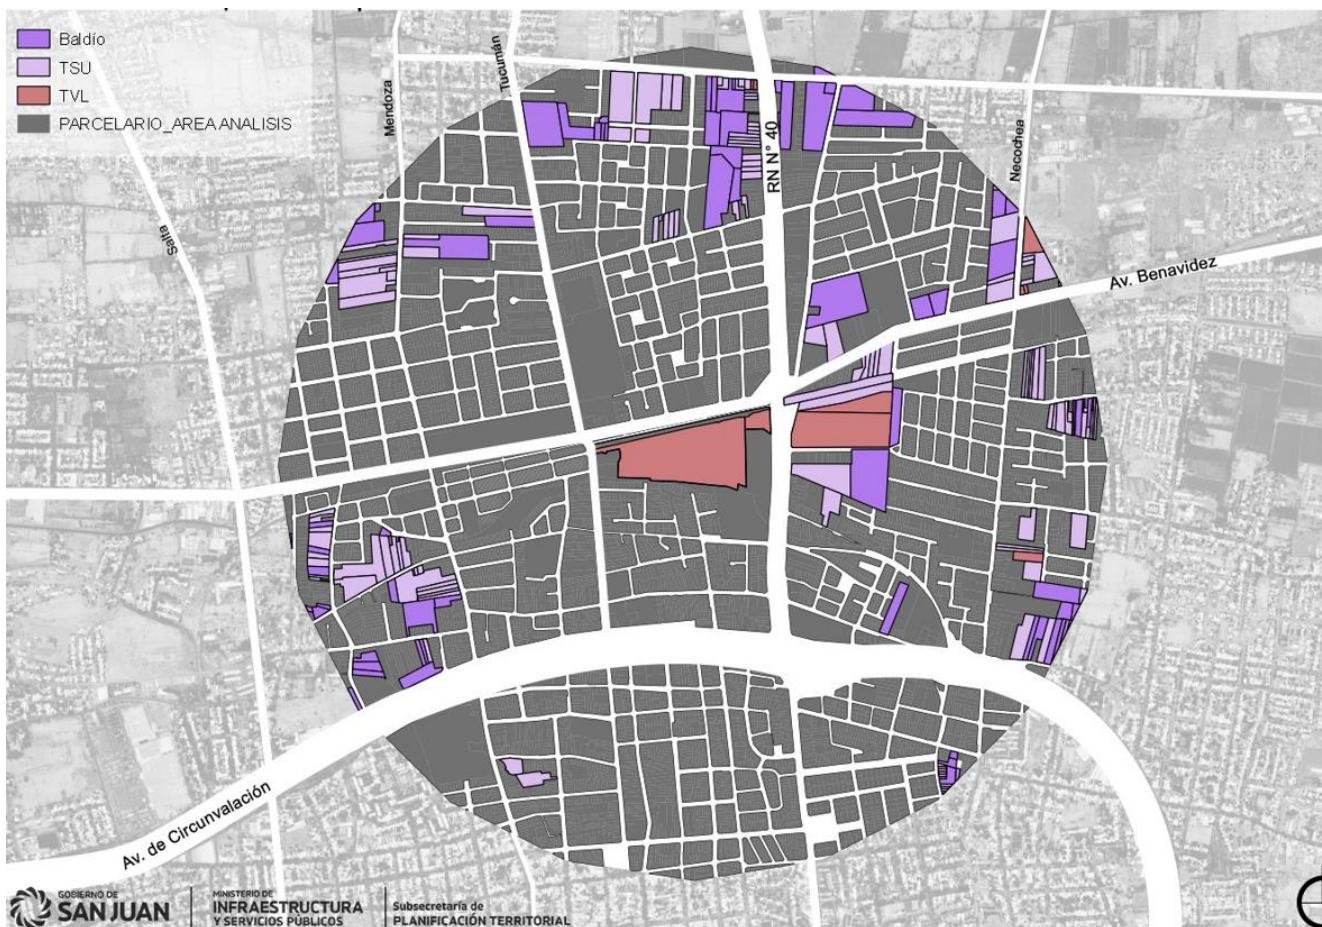 Baldío
TSU
TVL
PARCELARIO_AREA ANALISIS
Mendoza
Tucumán
RN N° 40
Necochea
Salta
Av. Benavidez
Av. de Circunvalación
GOBIERNO DE
SAN JUAN
MINISTERIO DE
INFRAESTRUCTURA
Y SERVICIOS PÚBLICOS
Subsecretaría de
PLANIFICACIÓN TERRITORIAL